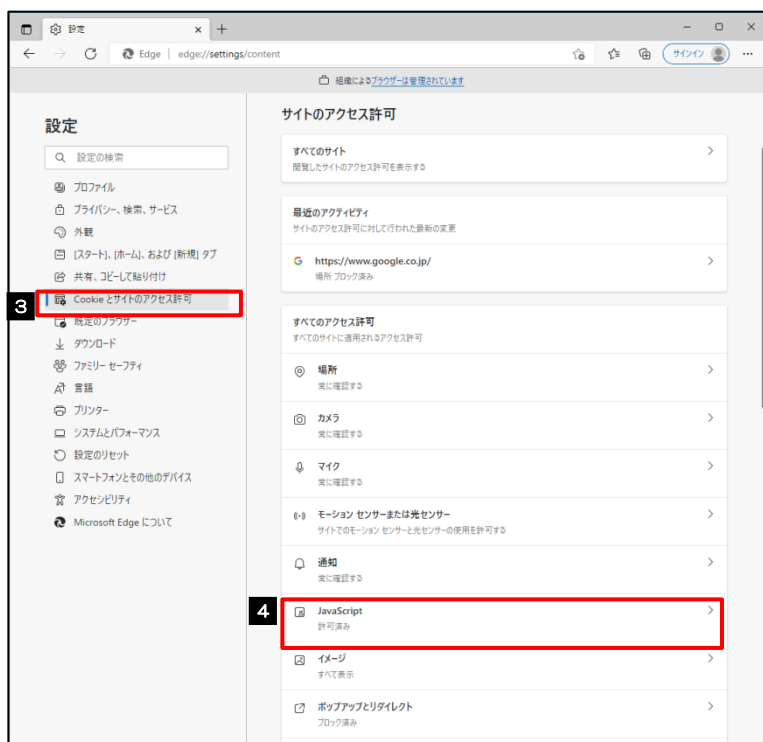 設定
Edge | edge://settings/content
サインイン
組織によるブラウザーは管理されています
設定
設定の検索
プロファイル
プライバシー、検索、サービス
外観
[スタート]、[ホーム]、および [新規] タブ
共有、コピーして貼り付け
3
Cookie とサイトのアクセス許可
既定のブラウザー
ダウンロード
ファミリー セーフティ
言語
プリンター
システムとパフォーマンス
設定のリセット
スマートフォンとその他のデバイス
アクセシビリティ
Microsoft Edge について
サイトのアクセス許可
すべてのサイト
閲覧したサイトのアクセス許可を表示する
最近のアクティビティ
サイトのアクセス許可に対して行われた最新の変更
https://www.google.co.jp/
場所 ブロック済み
すべてのアクセス許可
すべてのサイトに適用されるアクセス許可
場所
常に確認する
カメラ
常に確認する
マイク
常に確認する
モーション センサーまたは光センサー
サイトでのモーション センサーと光センサーの使用を許可する
通知
常に確認する
4
JavaScript
許可済み
イメージ
すべて表示
ポップアップとリダイレクト
ブロック済み